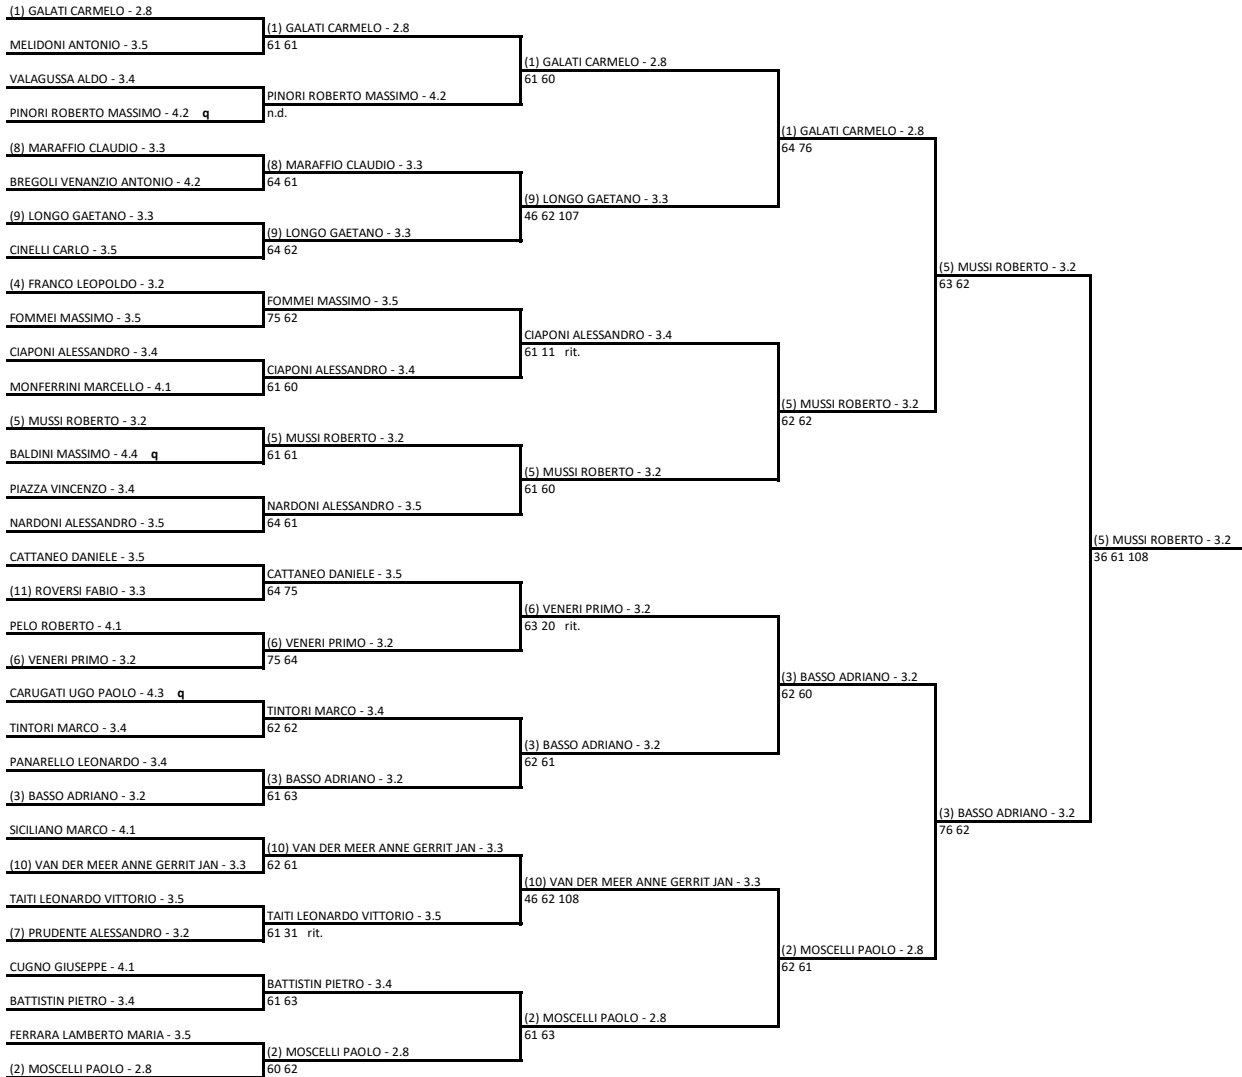 (1) GALATI CARMELO - 2.8
MELIDONI ANTONIO - 3.5
VALAGUSSA ALDO - 3.4
PINORI ROBERTO MASSIMO - 4.2 q
(8) MARAFFIO CLAUDIO - 3.3
BREGOLI VENANZIO ANTONIO - 4.2
(9) LONGO GAETANO - 3.3
CINELLI CARLO - 3.5
(4) FRANCO LEOPOLDO - 3.2
FOMMEI MASSIMO - 3.5
CIAPONI ALESSANDRO - 3.4
MONFERRINI MARCELLO - 4.1
(5) MUSSI ROBERTO - 3.2
BALDINI MASSIMO - 4.4 q
PIAZZA VINCENZO - 3.4
NARDONI ALESSANDRO - 3.5
CATTANEO DANIELE - 3.5
(11) ROVERSI FABIO - 3.3
PELO ROBERTO - 4.1
(6) VENERI PRIMO - 3.2
CARUGATI UGO PAOLO - 4.3 q
TINTORI MARCO - 3.4
PANARELLO LEONARDO - 3.4
(3) BASSO ADRIANO - 3.2
SICILIANO MARCO - 4.1
(10) VAN DER MEER ANNE GERRIT JAN - 3.3
TAITI LEONARDO VITTORIO - 3.5
(7) PRUDENTE ALESSANDRO - 3.2
CUGNO GIUSEPPE - 4.1
BATTISTIN PIETRO - 3.4
FERRARA LAMBERTO MARIA - 3.5
(2) MOSCELLI PAOLO - 2.8
(1) GALATI CARMELO - 2.8
61 61
PINORI ROBERTO MASSIMO - 4.2
n.d.
(8) MARAFFIO CLAUDIO - 3.3
64 61
(9) LONGO GAETANO - 3.3
64 62
FOMMEI MASSIMO - 3.5
75 62
CIAPONI ALESSANDRO - 3.4
61 60
(5) MUSSI ROBERTO - 3.2
61 61
NARDONI ALESSANDRO - 3.5
64 61
CATTANEO DANIELE - 3.5
64 75
(6) VENERI PRIMO - 3.2
75 64
TINTORI MARCO - 3.4
62 62
(3) BASSO ADRIANO - 3.2
61 63
(10) VAN DER MEER ANNE GERRIT JAN - 3.3
62 61
TAITI LEONARDO VITTORIO - 3.5
61 31 rit.
BATTISTIN PIETRO - 3.4
61 63
(2) MOSCELLI PAOLO - 2.8
60 62
(1) GALATI CARMELO - 2.8
61 60
(9) LONGO GAETANO - 3.3
46 62 107
CIAPONI ALESSANDRO - 3.4
61 11 rit.
(5) MUSSI ROBERTO - 3.2
61 60
(6) VENERI PRIMO - 3.2
63 20 rit.
(3) BASSO ADRIANO - 3.2
62 61
(10) VAN DER MEER ANNE GERRIT JAN - 3.3
46 62 108
(2) MOSCELLI PAOLO - 2.8
61 63
(1) GALATI CARMELO - 2.8
64 76
(5) MUSSI ROBERTO - 3.2
62 62
(3) BASSO ADRIANO - 3.2
62 60
(2) MOSCELLI PAOLO - 2.8
62 61
(5) MUSSI ROBERTO - 3.2
63 62
(3) BASSO ADRIANO - 3.2
76 62
(5) MUSSI ROBERTO - 3.2
36 61 108